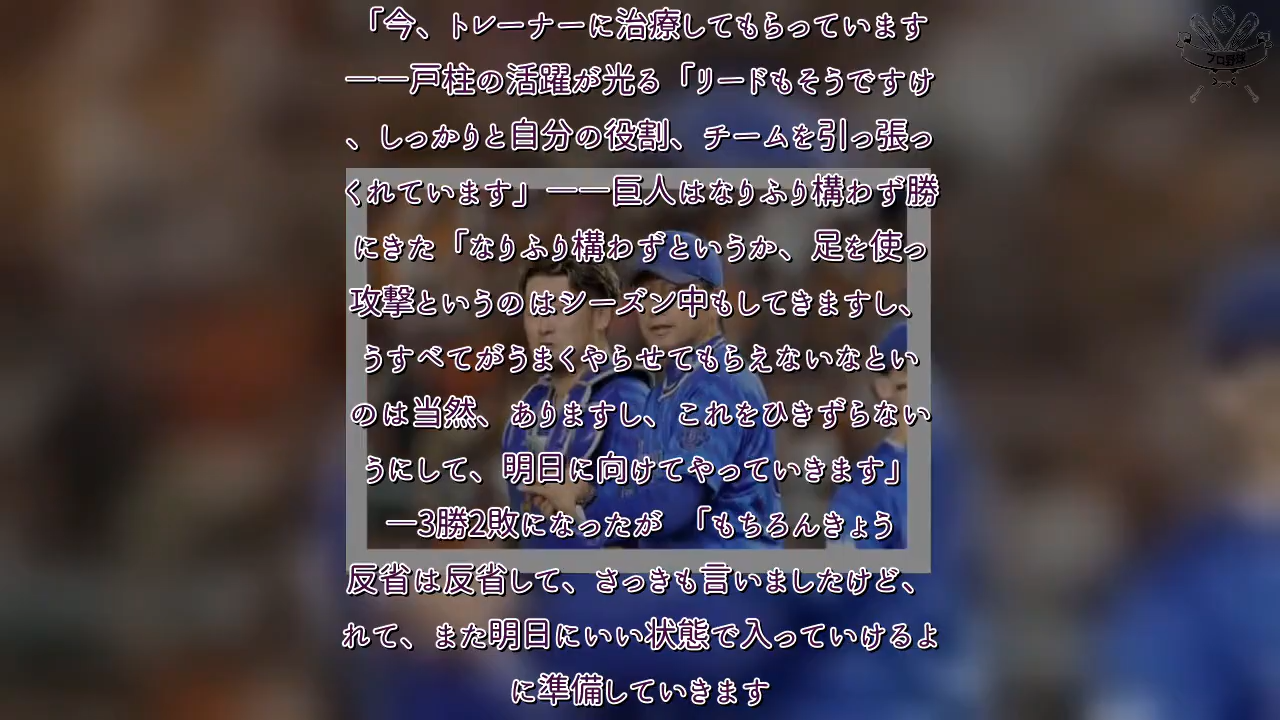 「今、トレーナーに治療してもらっています
――戸柱の活躍が光る「リードもそうですけ
、しっかりと自分の役割、チームを引っ張っ
くれています」――巨人はなりふり構わず勝
にきた「なりふり構わずというか、足を使っ
攻撃というのはシーズン中もしてきますし、
うすべてがうまくやらせてもらえないなとい
のは当然、ありますし、これをひきずらない
うにして、明日に向けてやっていきます」
―3勝2敗になったが　「もちろんきょう
反省は反省して、さっきも言いましたけど、
れて、また明日にいい状態で入っていけるよ
に準備していきます
プロ野球